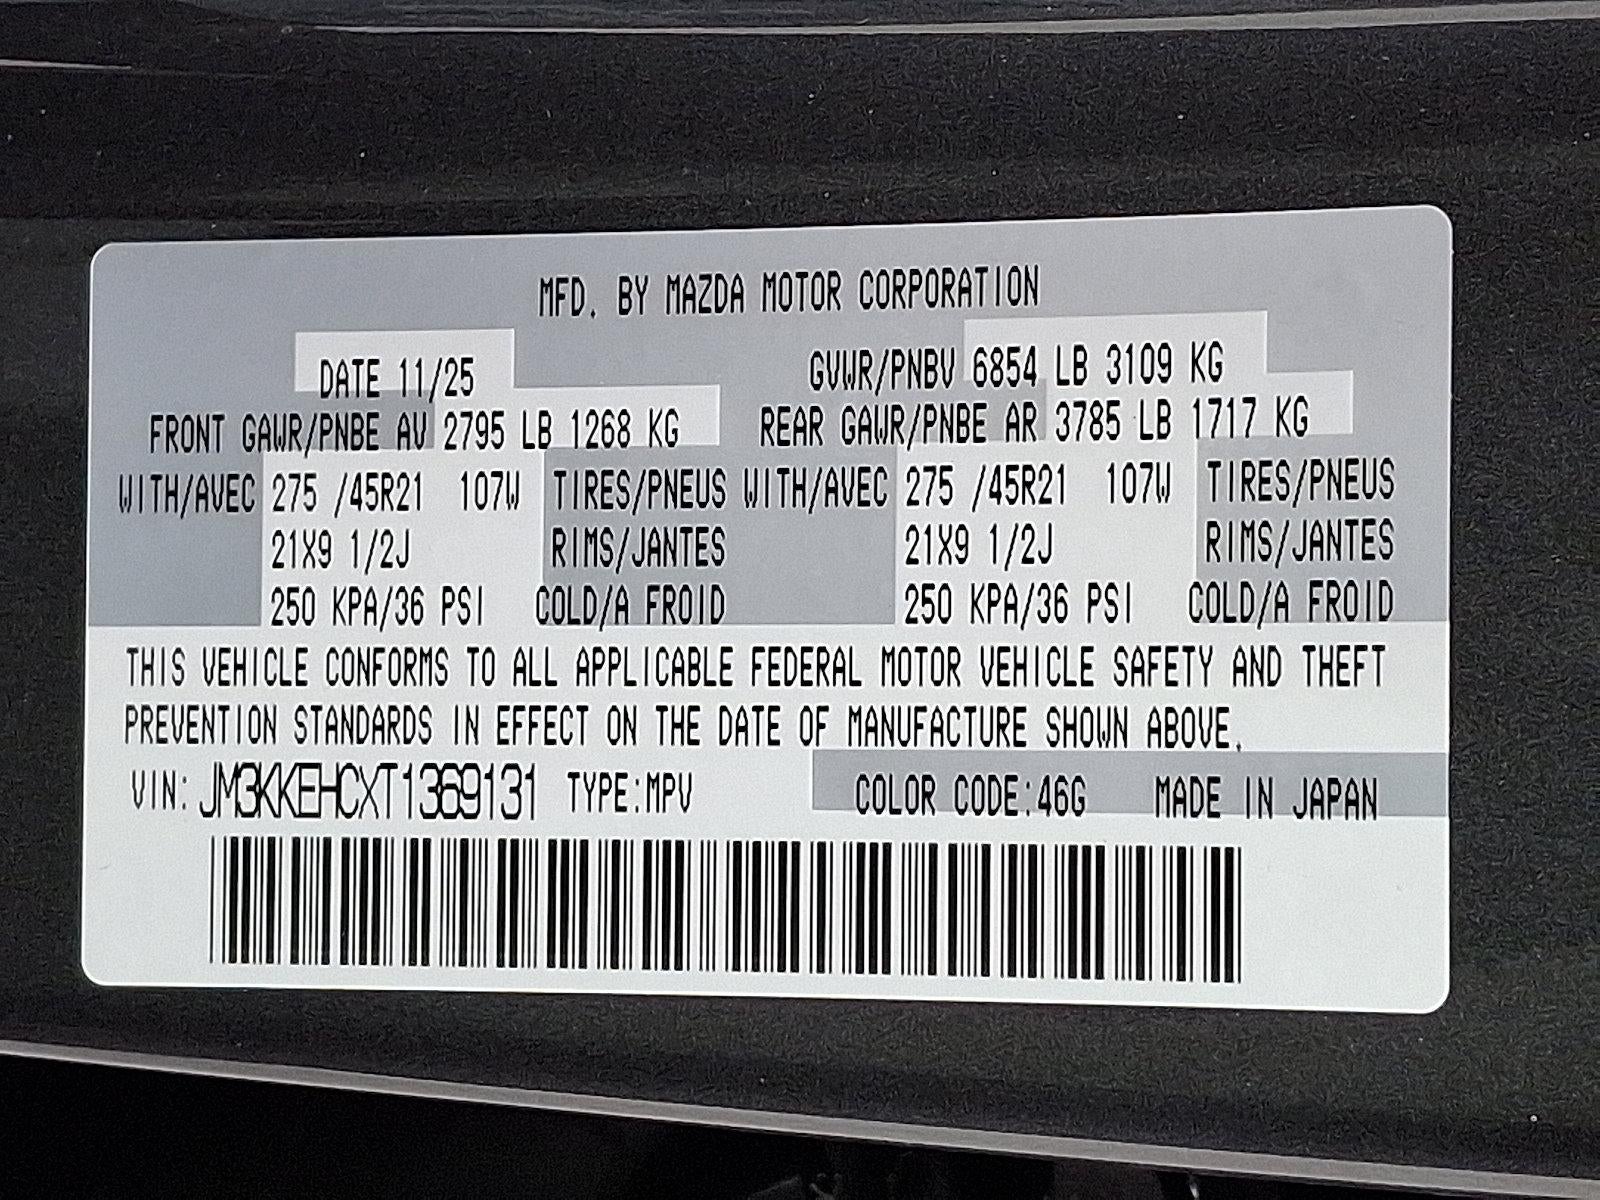 MFD. BY MAZDA MOTOR CORPORATION
DATE 11/25 GVWR/PNBV 6854 LB 3109 KG
FRONT GAWR/PNBE AV 2795 LB 1268 KG REAR GAWR/PNBE AR 3785 LB 1717 KG
WITH/AVEC 275 /45R21 107W TIRES/PNEUS WITH/AVEC 275 /45R21 107W TIRES/PNEUS
21X9 1/2J RIMS/JANTES 21X9 1/2J RIMS/JANTES
250 KPA/36 PSI COLD/A FROID 250 KPA/36 PSI COLD/A FROID
THIS VEHICLE CONFORMS TO ALL APPLICABLE FEDERAL MOTOR VEHICLE SAFETY AND THEFT
PREVENTION STANDARDS IN EFFECT ON THE DATE OF MANUFACTURE SHOWN ABOVE.
VIN: JM3KKEHCXT1369131 TYPE:MPV COLOR CODE:46G MADE IN JAPAN